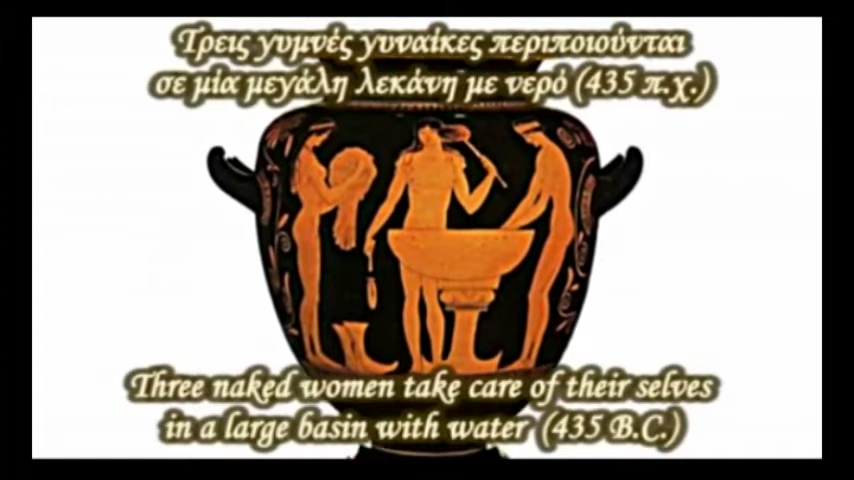 Τρεις γυμνές γυναίκες περιποιούνται
σε μία μεγάλη λεκάνη με νερό (435 π.χ.)
Three naked women take care of their selves
in a large basin with water (435 B.C.)